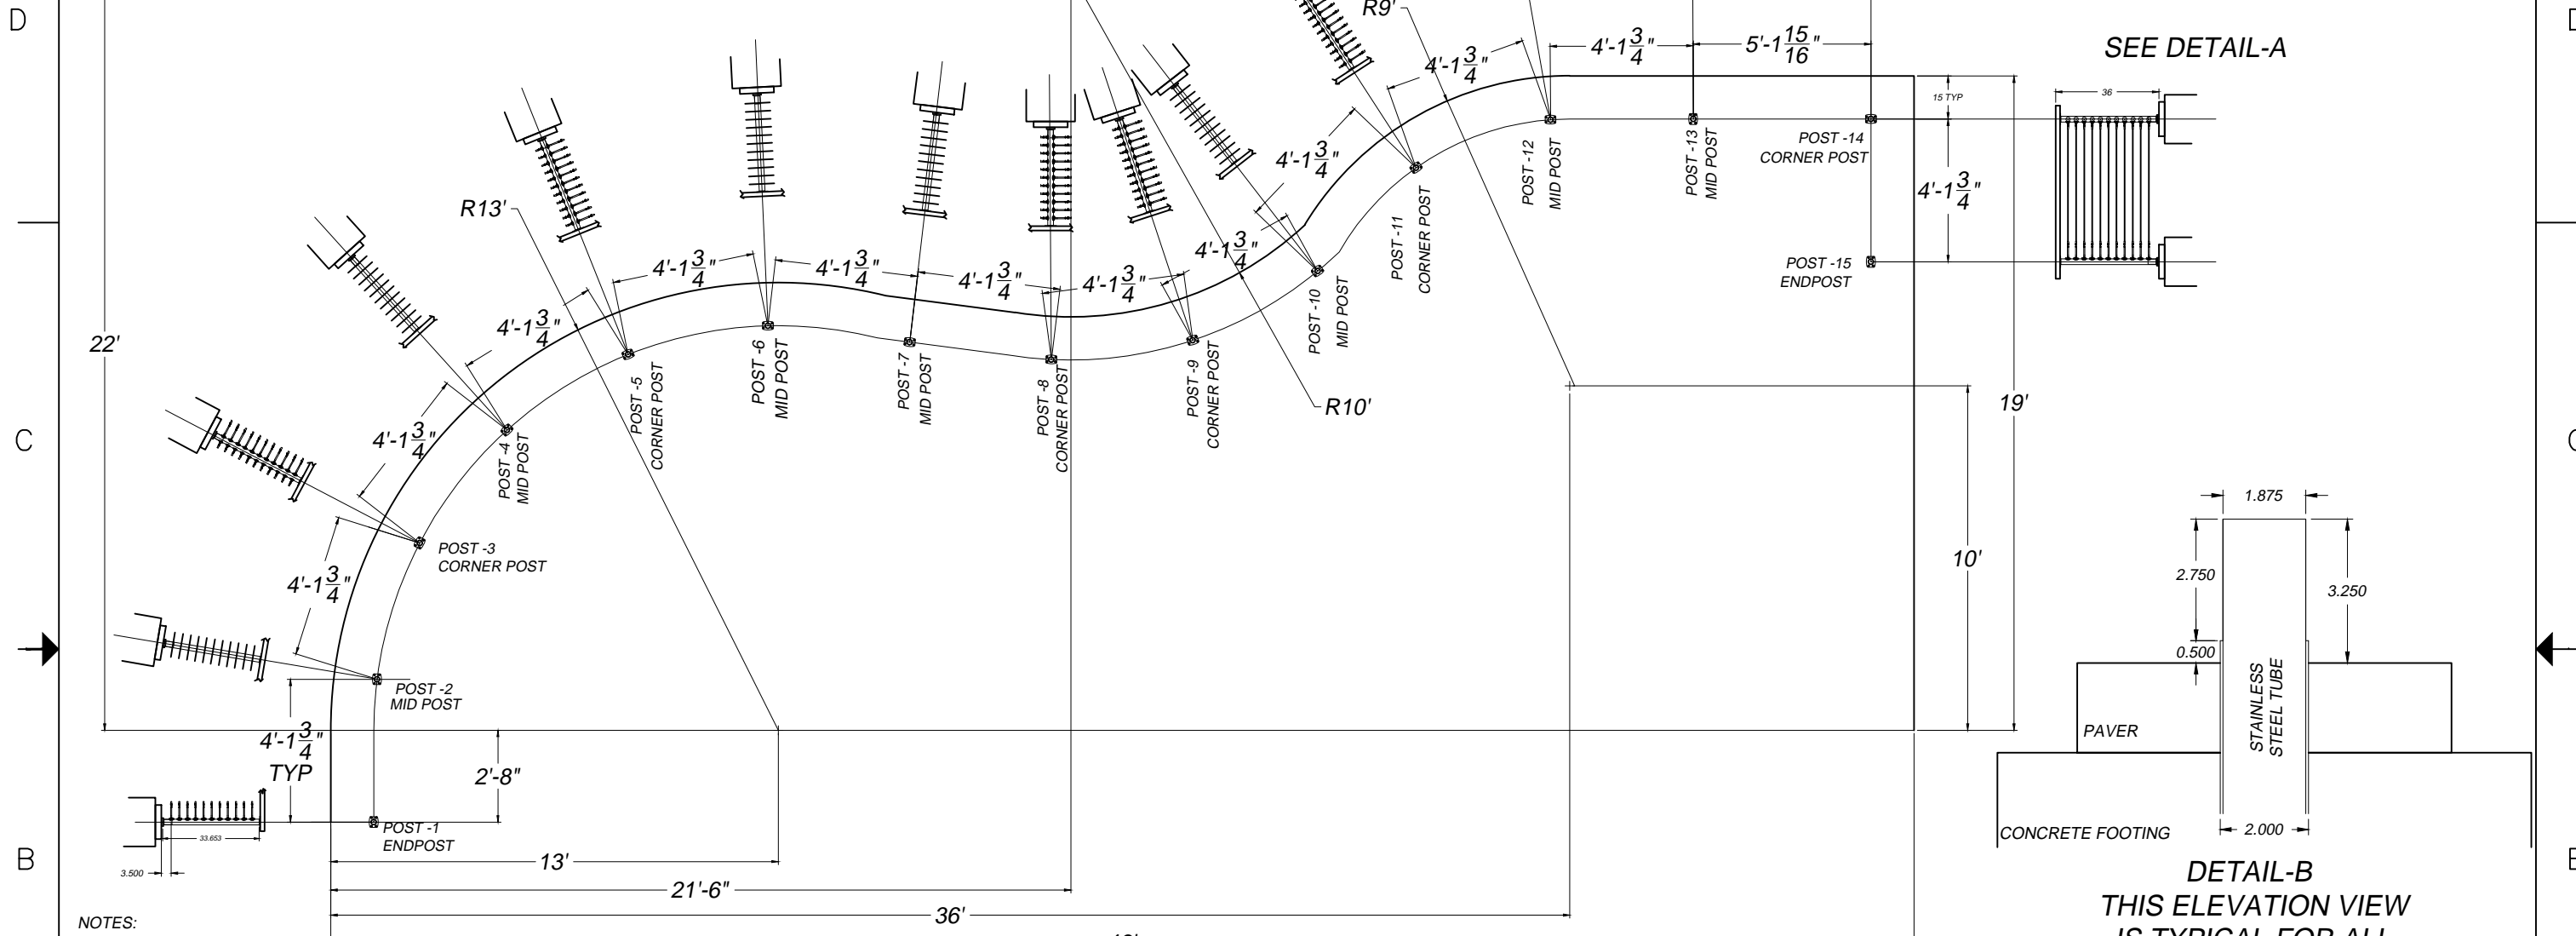 D
R9'
4'-1 3/4"
5'-1 15/16"
SEE DETAIL-A
4'-1 3/4"
15 TYP
36
POST -12
MID POST
POST -13
MID POST
POST -14
CORNER POST
4'-1 3/4"
4'-1 3/4"
R13'
POST -11
CORNER POST
4'-1 3/4"
4'-1 3/4"
4'-1 3/4"
4'-1 3/4"
4'-1 3/4"
POST -15
ENDPOST
4'-1 3/4"
22'
POST -10
MID POST
POST -6
MID POST
POST -7
MID POST
POST -8
CORNER POST
POST -9
CORNER POST
POST -5
CORNER POST
R10'
19'
C
4'-1 3/4"
POST -4
MID POST
1.875
POST -3
CORNER POST
10'
2.750
3.250
4'-1 3/4"
0.500
STAINLESS
STEEL TUBE
POST -2
MID POST
PAVER
4'-1 3/4"
TYP
2'-8"
POST -1
ENDPOST
33.653
3.500
CONCRETE FOOTING
2.000
B
13'
DETAIL-B
21'-6"
THIS ELEVATION VIEW
36'
NOTES:
IS TYPICAL FOR ALL